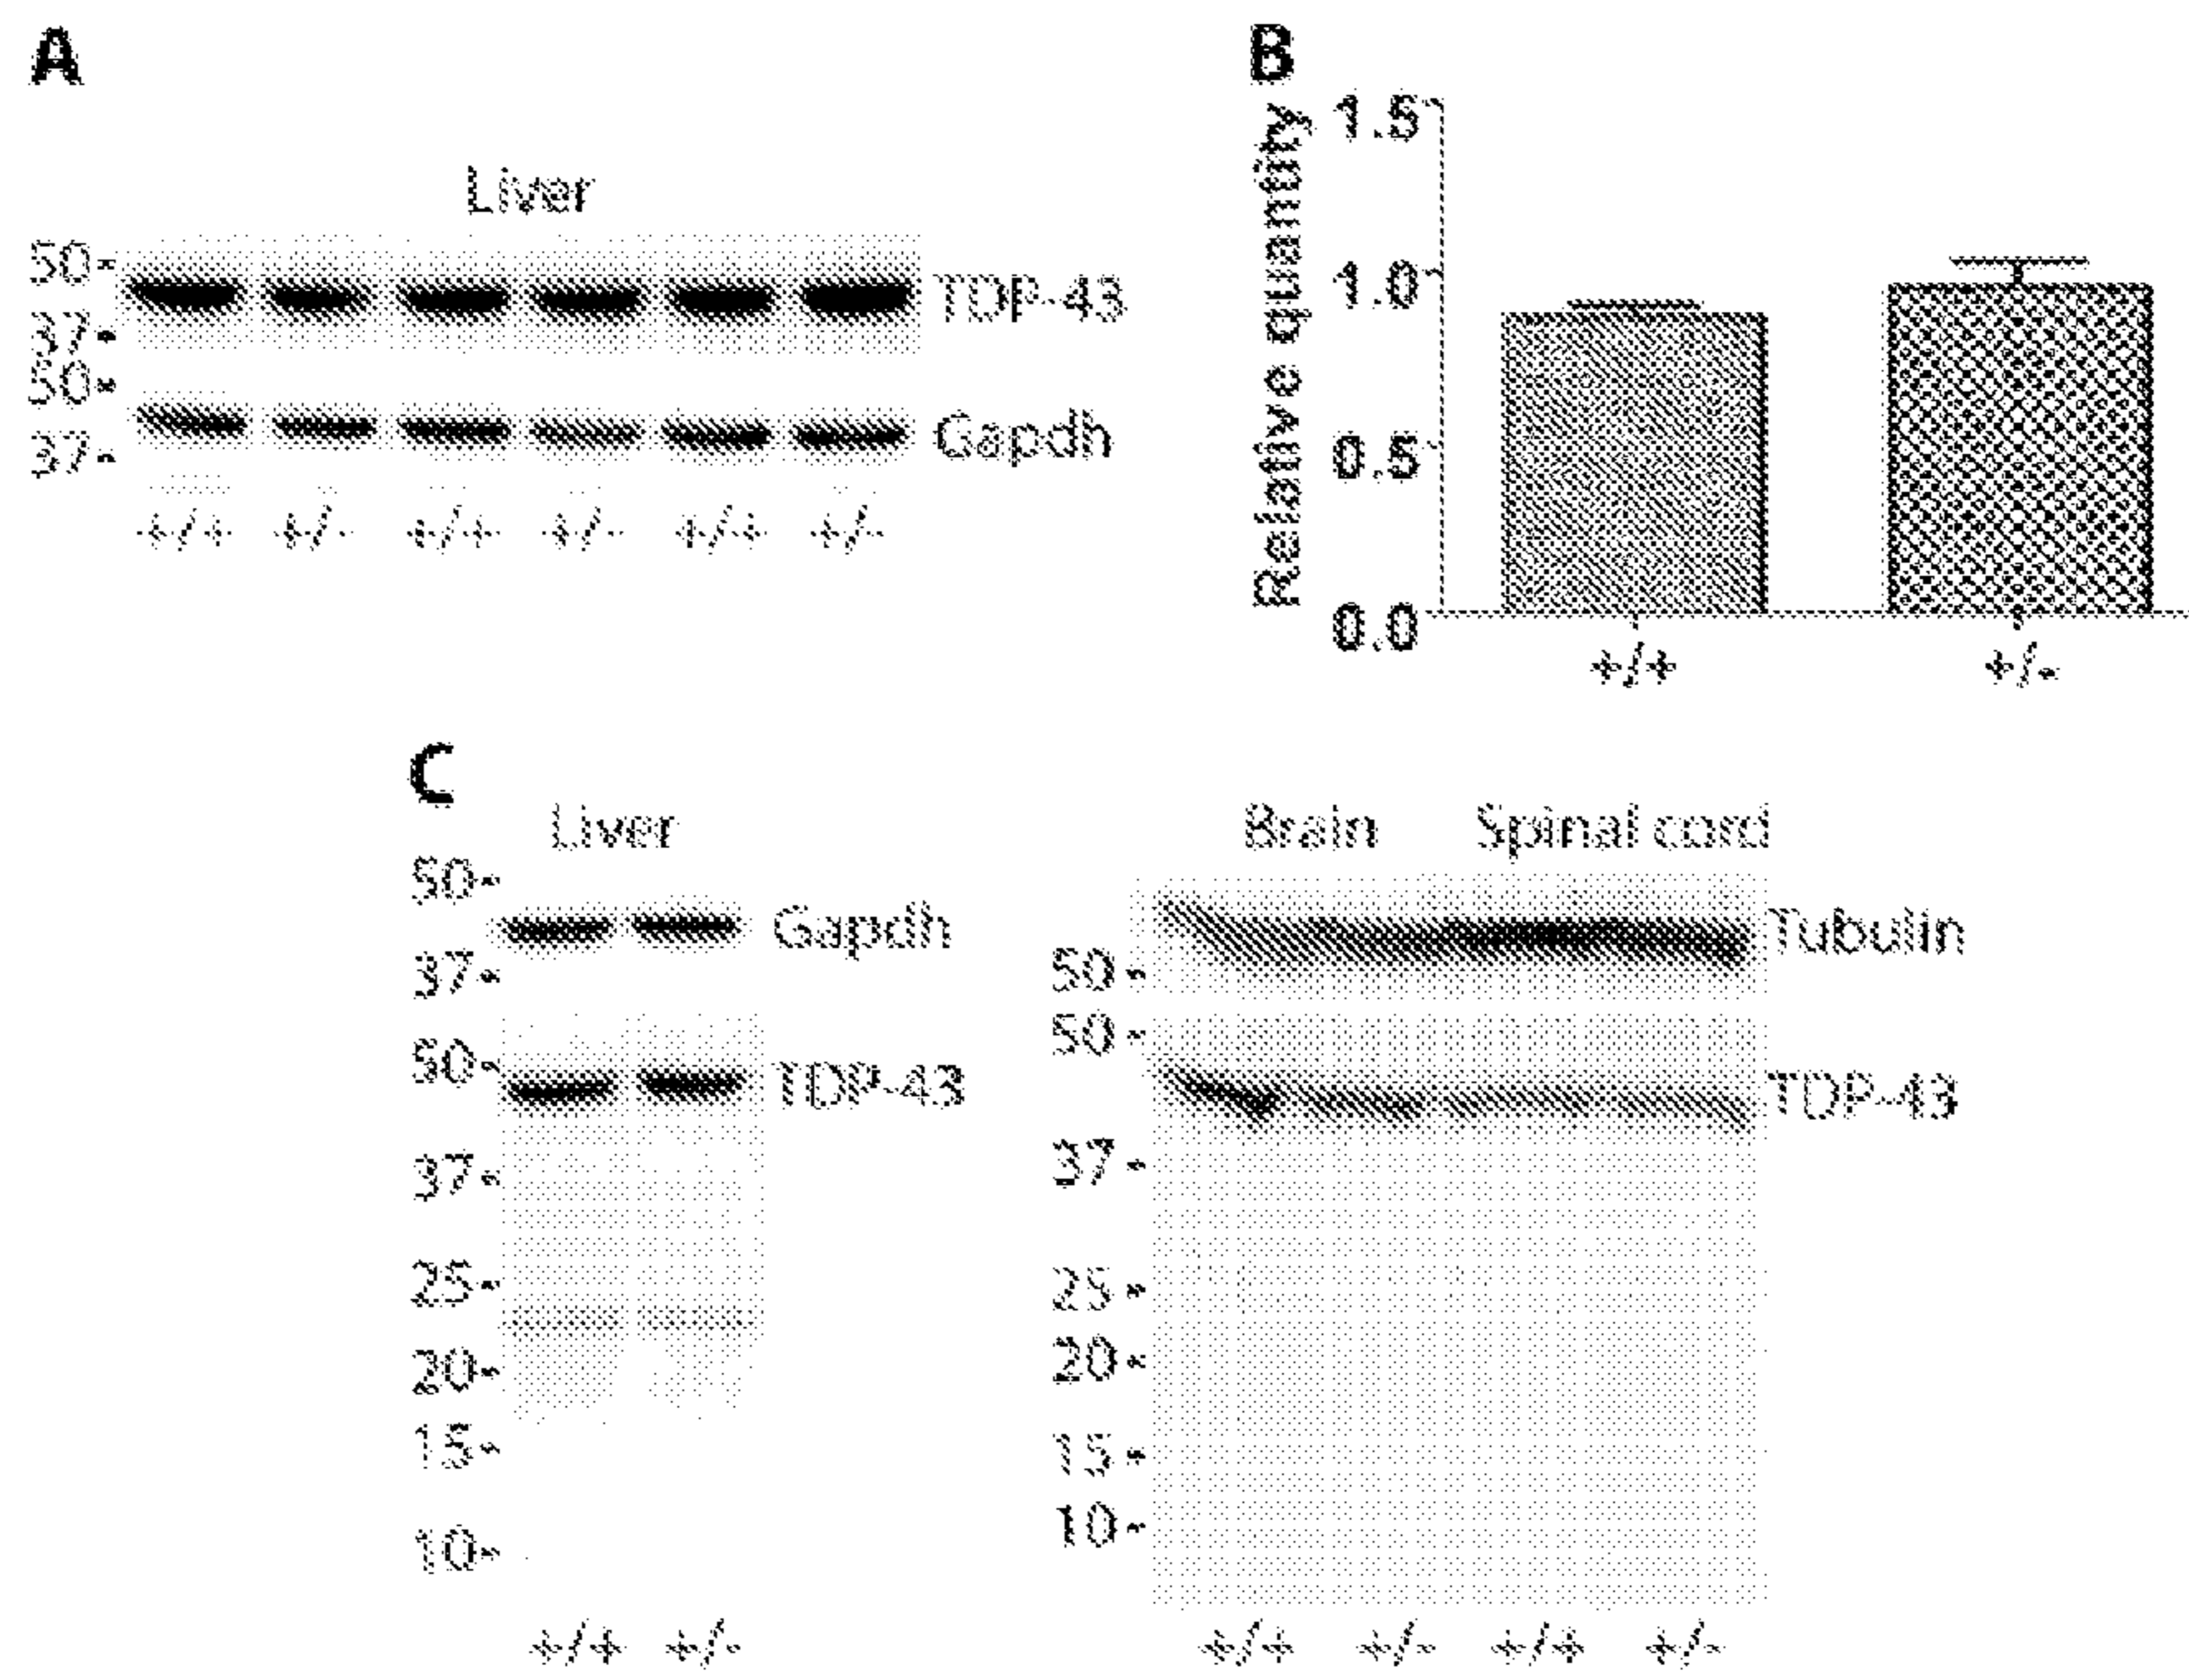 A
Liver
50-
TDP-43
37-
50-
Gapdh
37-
+/+ +/- +/+ +/- +/+ +/-
B
Relative quantity
1.5
1.0
0.5
0.0
+/+ +/-
C
Liver
50-
Gapdh
37-
50-
TDP-43
37-
25-
20-
15-
10-
+/+ +/-
Brain Spinal cord
Tubulin
50-
50-
TDP-43
37-
25-
20-
15-
10-
+/+ +/- +/+ +/-